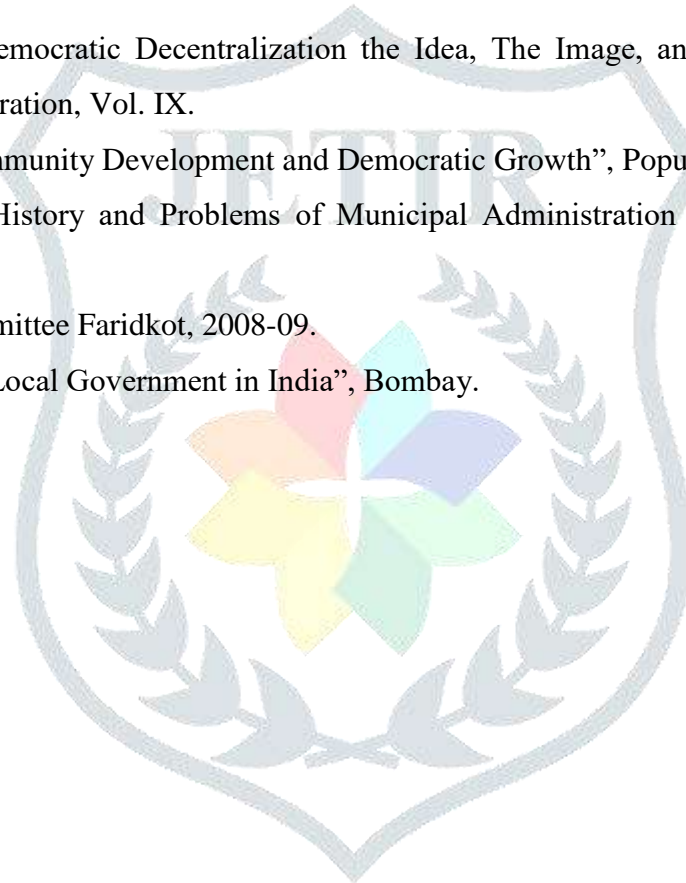 emocratic Decentralization the Idea, The Image, an
ration, Vol. IX.
JETIR
munity Development and Democratic Growth”, Popu
History and Problems of Municipal Administration
mittee Faridkot, 2008-09.
Local Government in India”, Bombay.